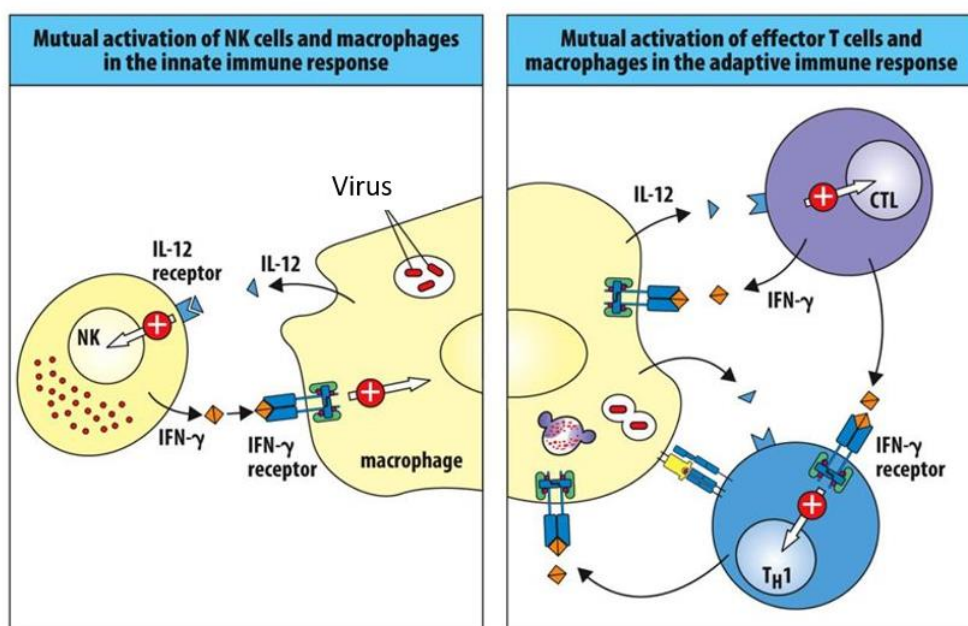 Mutual activation of NK cells and macrophages
in the innate immune response
Virus
IL-12
receptor
IL-12
NK
IFN-γ
IFN-γ
receptor
macrophage
Mutual activation of effector T cells and
macrophages in the adaptive immune response
IL-12
CTL
IFN-γ
IFN-γ
receptor
TH1